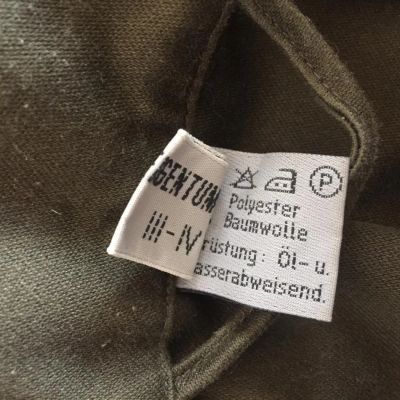 GENTUM
III-IV
P
Polyester
Baumwolle
rüstung: Öl- u.
asserabweisend.